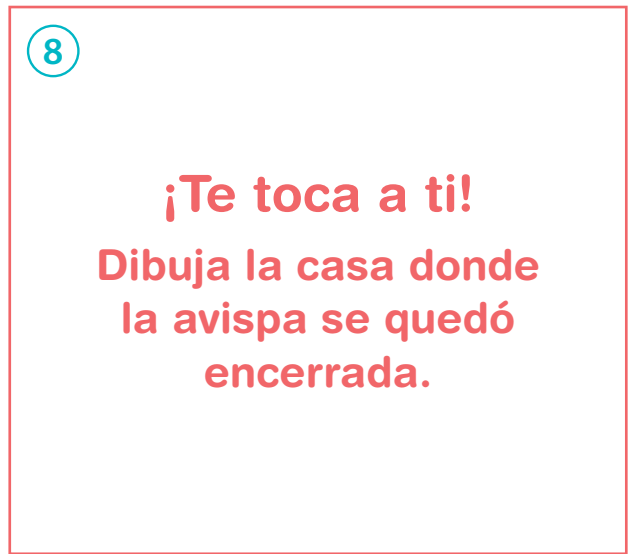 8
¡Te toca a ti!
Dibuja la casa donde
la avispa se quedó
encerrada.